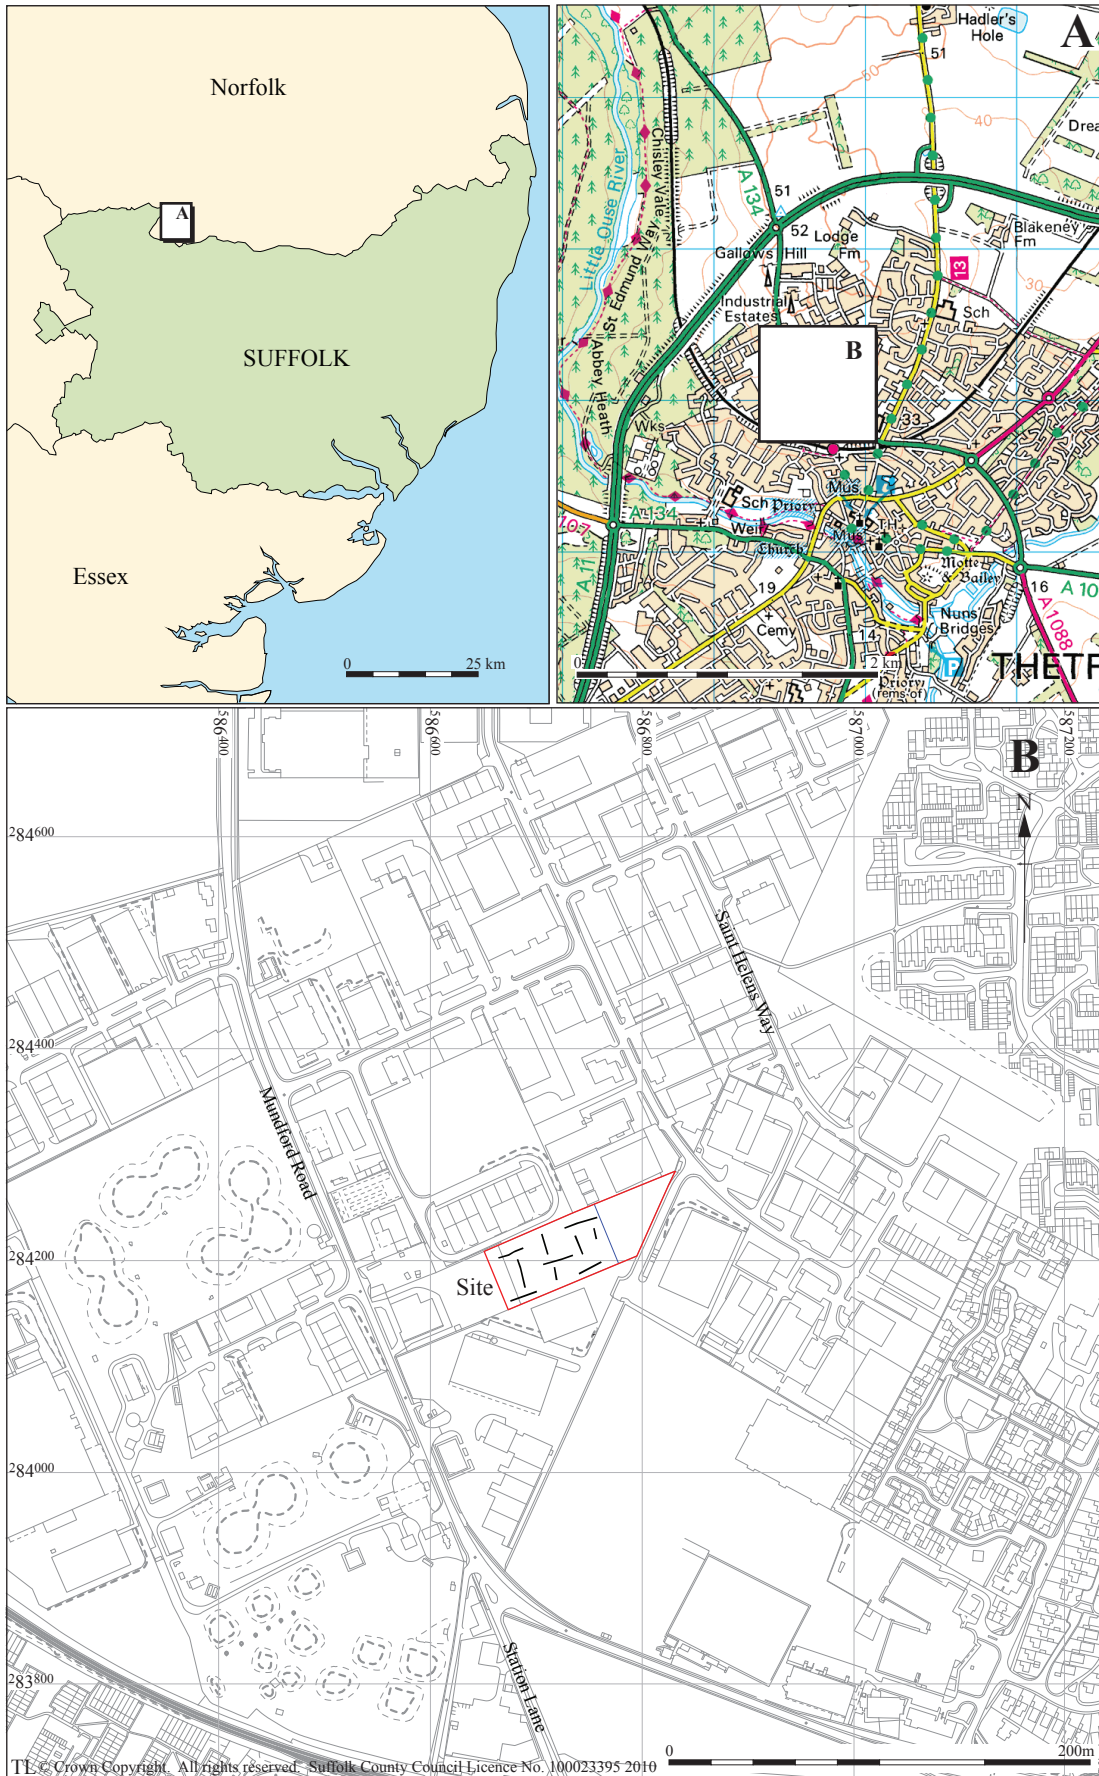 Norfolk
A
SUFFOLK
Essex
0 25 km
A
Hadler's
Hole
51
50
40
Drea
Little Ouse River
St Edmund Way
Chisley Vale
Abbey Heath
A 134
51
52
Lodge
Fm
Gallows Hill
Blakeney
Fm
13
30
Industrial
Estates
Sch
B
33
Wks
Mus
Sch
Priory
Weir
A 134
107
TH
Mus
Church
Motte
& Bailey
A 11
19
16
A 10
A 1088
Cemy
14
Nuns'
Bridges
P
THETF
Priory
(rems of)
0 2 km
586400
586600
586800
587000
587200
B
N
284600
Saint Helens Way
284400
Mundford Road
284200
Site
284000
283800
Station Lane
0 200m
TL © Crown Copyright. All rights reserved. Suffolk County Council Licence No. 100023395 2010